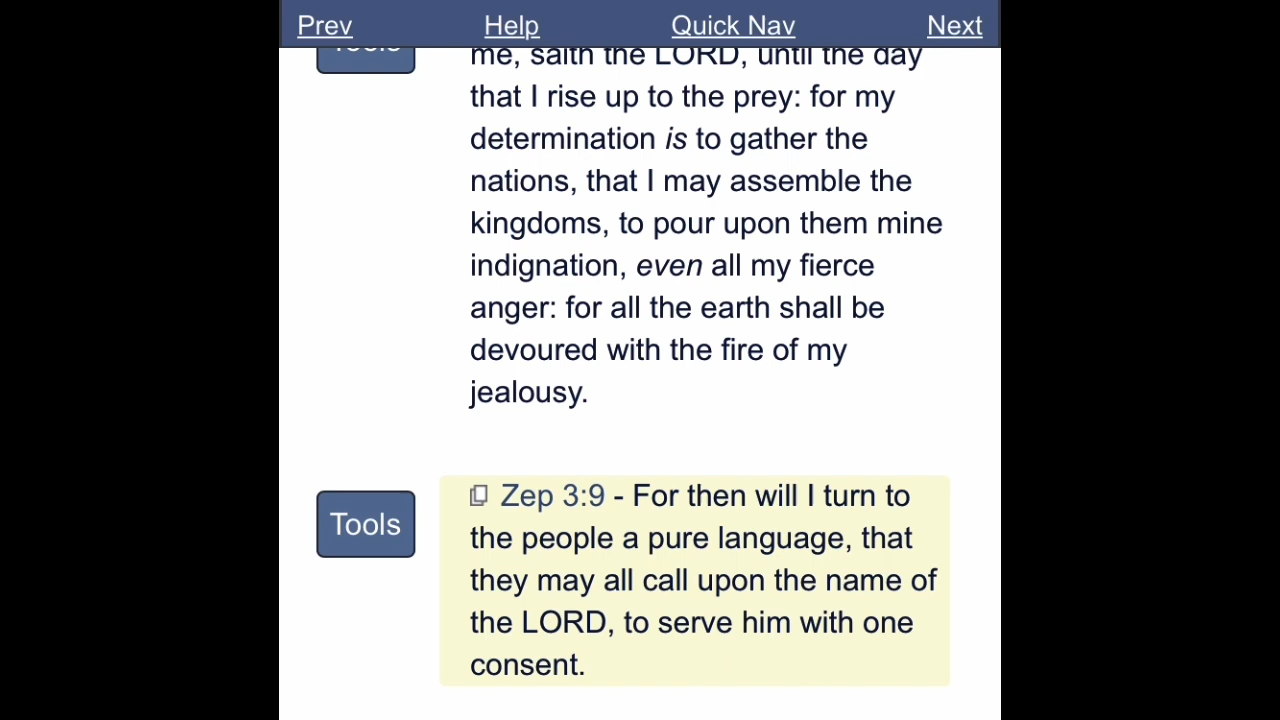 Prev Help Quick Nav Next
Tools me, saith the LORD, until the day
that I rise up to the prey: for my
determination is to gather the
nations, that I may assemble the
kingdoms, to pour upon them mine
indignation, even all my fierce
anger: for all the earth shall be
devoured with the fire of my
jealousy.
Zep 3:9 - For then will I turn to
Tools the people a pure language, that
they may all call upon the name of
the LORD, to serve him with one
consent.